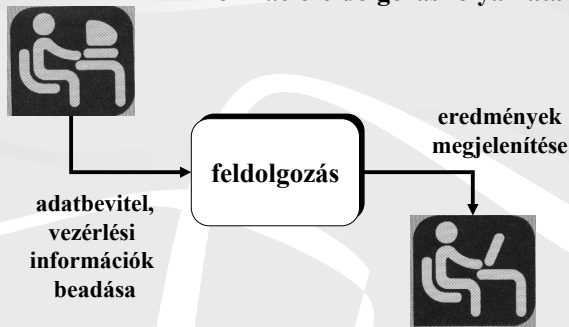 eredmények
megjelenítése
feldolgozás
adatbevitel,
vezérlési
információk
beadása